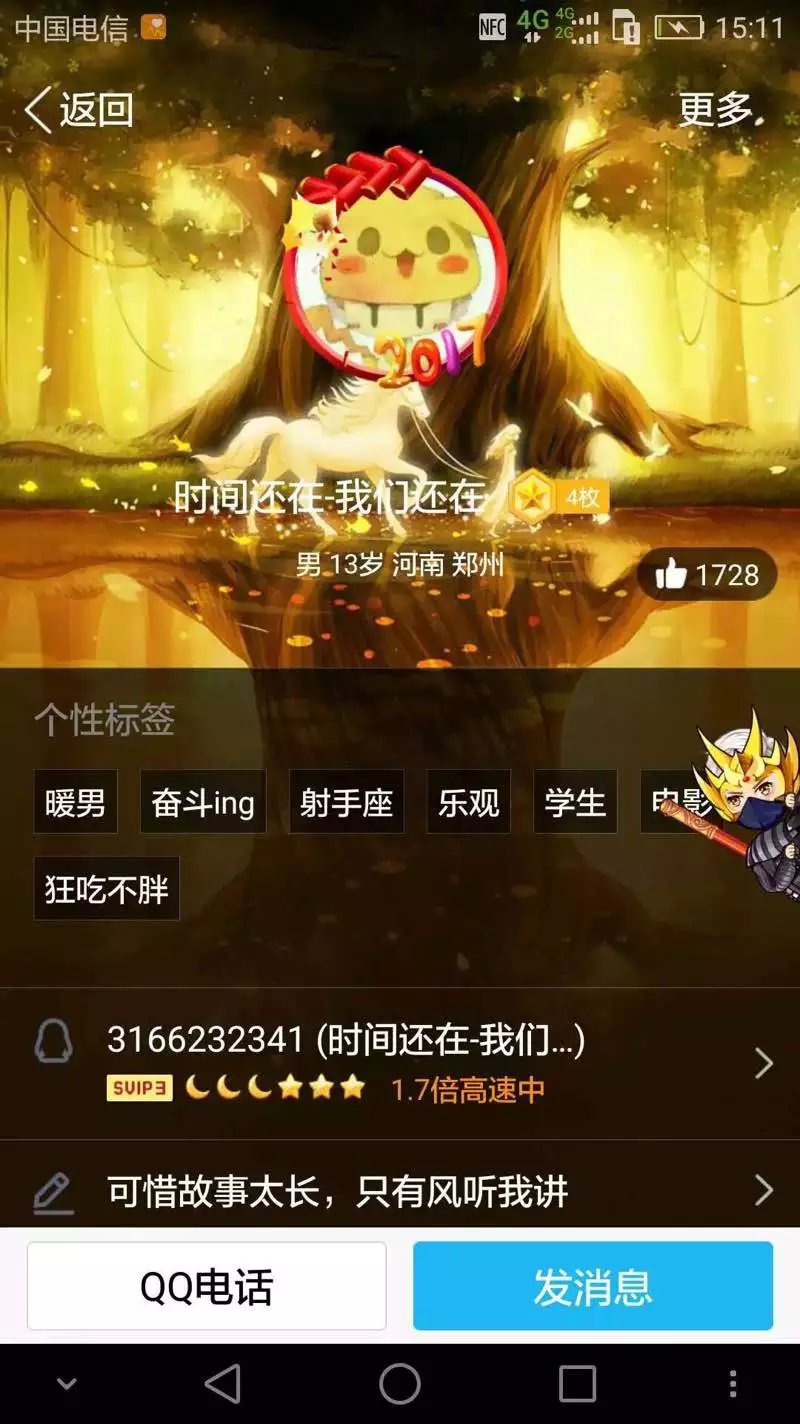 中国电信 NFC 4G 4G 2G 15:11
返回 更多
2017
时间还在-我们还在 4枚
男 13岁 河南 郑州
1728
个性标签
暖男 奋斗ing 射手座 乐观 学生 电影
狂吃不胖
3166232341 (时间还在-我们...)
SVIP3 1.7倍高速中
可惜故事太长，只有风听我讲
QQ电话 发消息